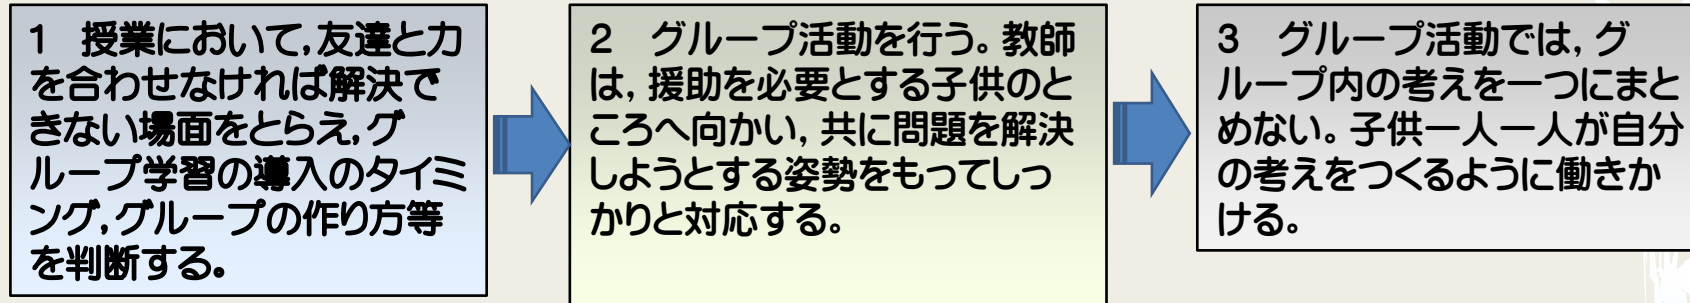 1　授業において,友達と力
を合わせなければ解決で
きない場面をとらえ,グ
ループ学習の導入のタイミ
ング,グループの作り方等
を判断する。
2　グループ活動を行う。教師
は,援助を必要とする子供のと
ころへ向かい,共に問題を解決
しようとする姿勢をもってしっ
かりと対応する。
3　グループ活動では,グ
ループ内の考えを一つにまと
めない。子供一人一人が自分
の考えをつくるように働きか
ける。